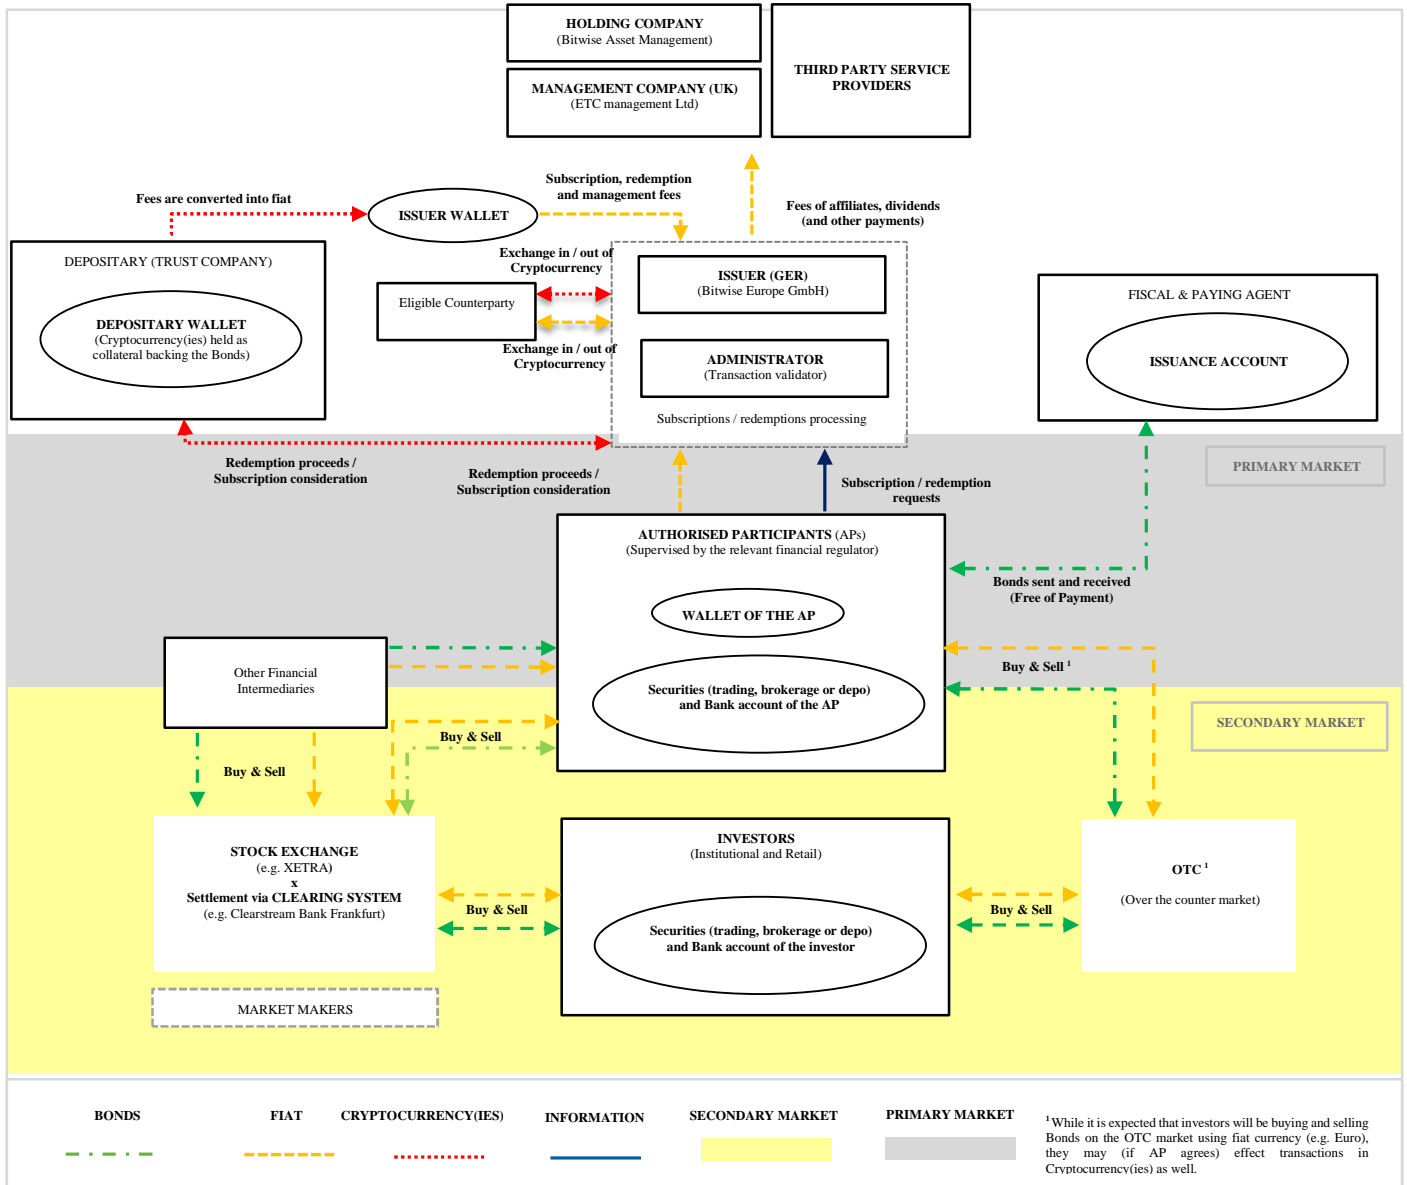 HOLDING COMPANY
(Bitwise Asset Management)
THIRD PARTY SERVICE
PROVIDERS
MANAGEMENT COMPANY (UK)
(ETC management Ltd)
Fees are converted into fiat
ISSUER WALLET
Subscription, redemption
and management fees
Fees of affiliates, dividends
(and other payments)
DEPOSITARY (TRUST COMPANY)
DEPOSITARY WALLET
(Cryptocurrency(ies) held as
collateral backing the Bonds)
Exchange in / out of
Cryptocurrency
Eligible Counterparty
Exchange in / out of
Cryptocurrency
ISSUER (GER)
(Bitwise Europe GmbH)
ADMINISTRATOR
(Transaction validator)
Subscriptions / redemptions processing
FISCAL & PAYING AGENT
ISSUANCE ACCOUNT
Redemption proceeds /
Subscription consideration
Redemption proceeds /
Subscription consideration
Subscription / redemption
requests
PRIMARY MARKET
AUTHORISED PARTICIPANTS (APs)
(Supervised by the relevant financial regulator)
WALLET OF THE AP
Securities (trading, brokerage or depo)
and Bank account of the AP
Bonds sent and received
(Free of Payment)
Other Financial
Intermediaries
Buy & Sell ¹
SECONDARY MARKET
Buy & Sell
Buy & Sell
STOCK EXCHANGE
(e.g. XETRA)
x
Settlement via CLEARING SYSTEM
(e.g. Clearstream Bank Frankfurt)
MARKET MAKERS
Buy & Sell
INVESTORS
(Institutional and Retail)
Securities (trading, brokerage or depo)
and Bank account of the investor
Buy & Sell
OTC ¹
(Over the counter market)
BONDS
FIAT
CRYPTOCURRENCY(IES)
INFORMATION
SECONDARY MARKET
PRIMARY MARKET
¹ While it is expected that investors will be buying and selling
Bonds on the OTC market using fiat currency (e.g. Euro),
they may (if AP agrees) effect transactions in
Cryptocurrency(ies) as well.